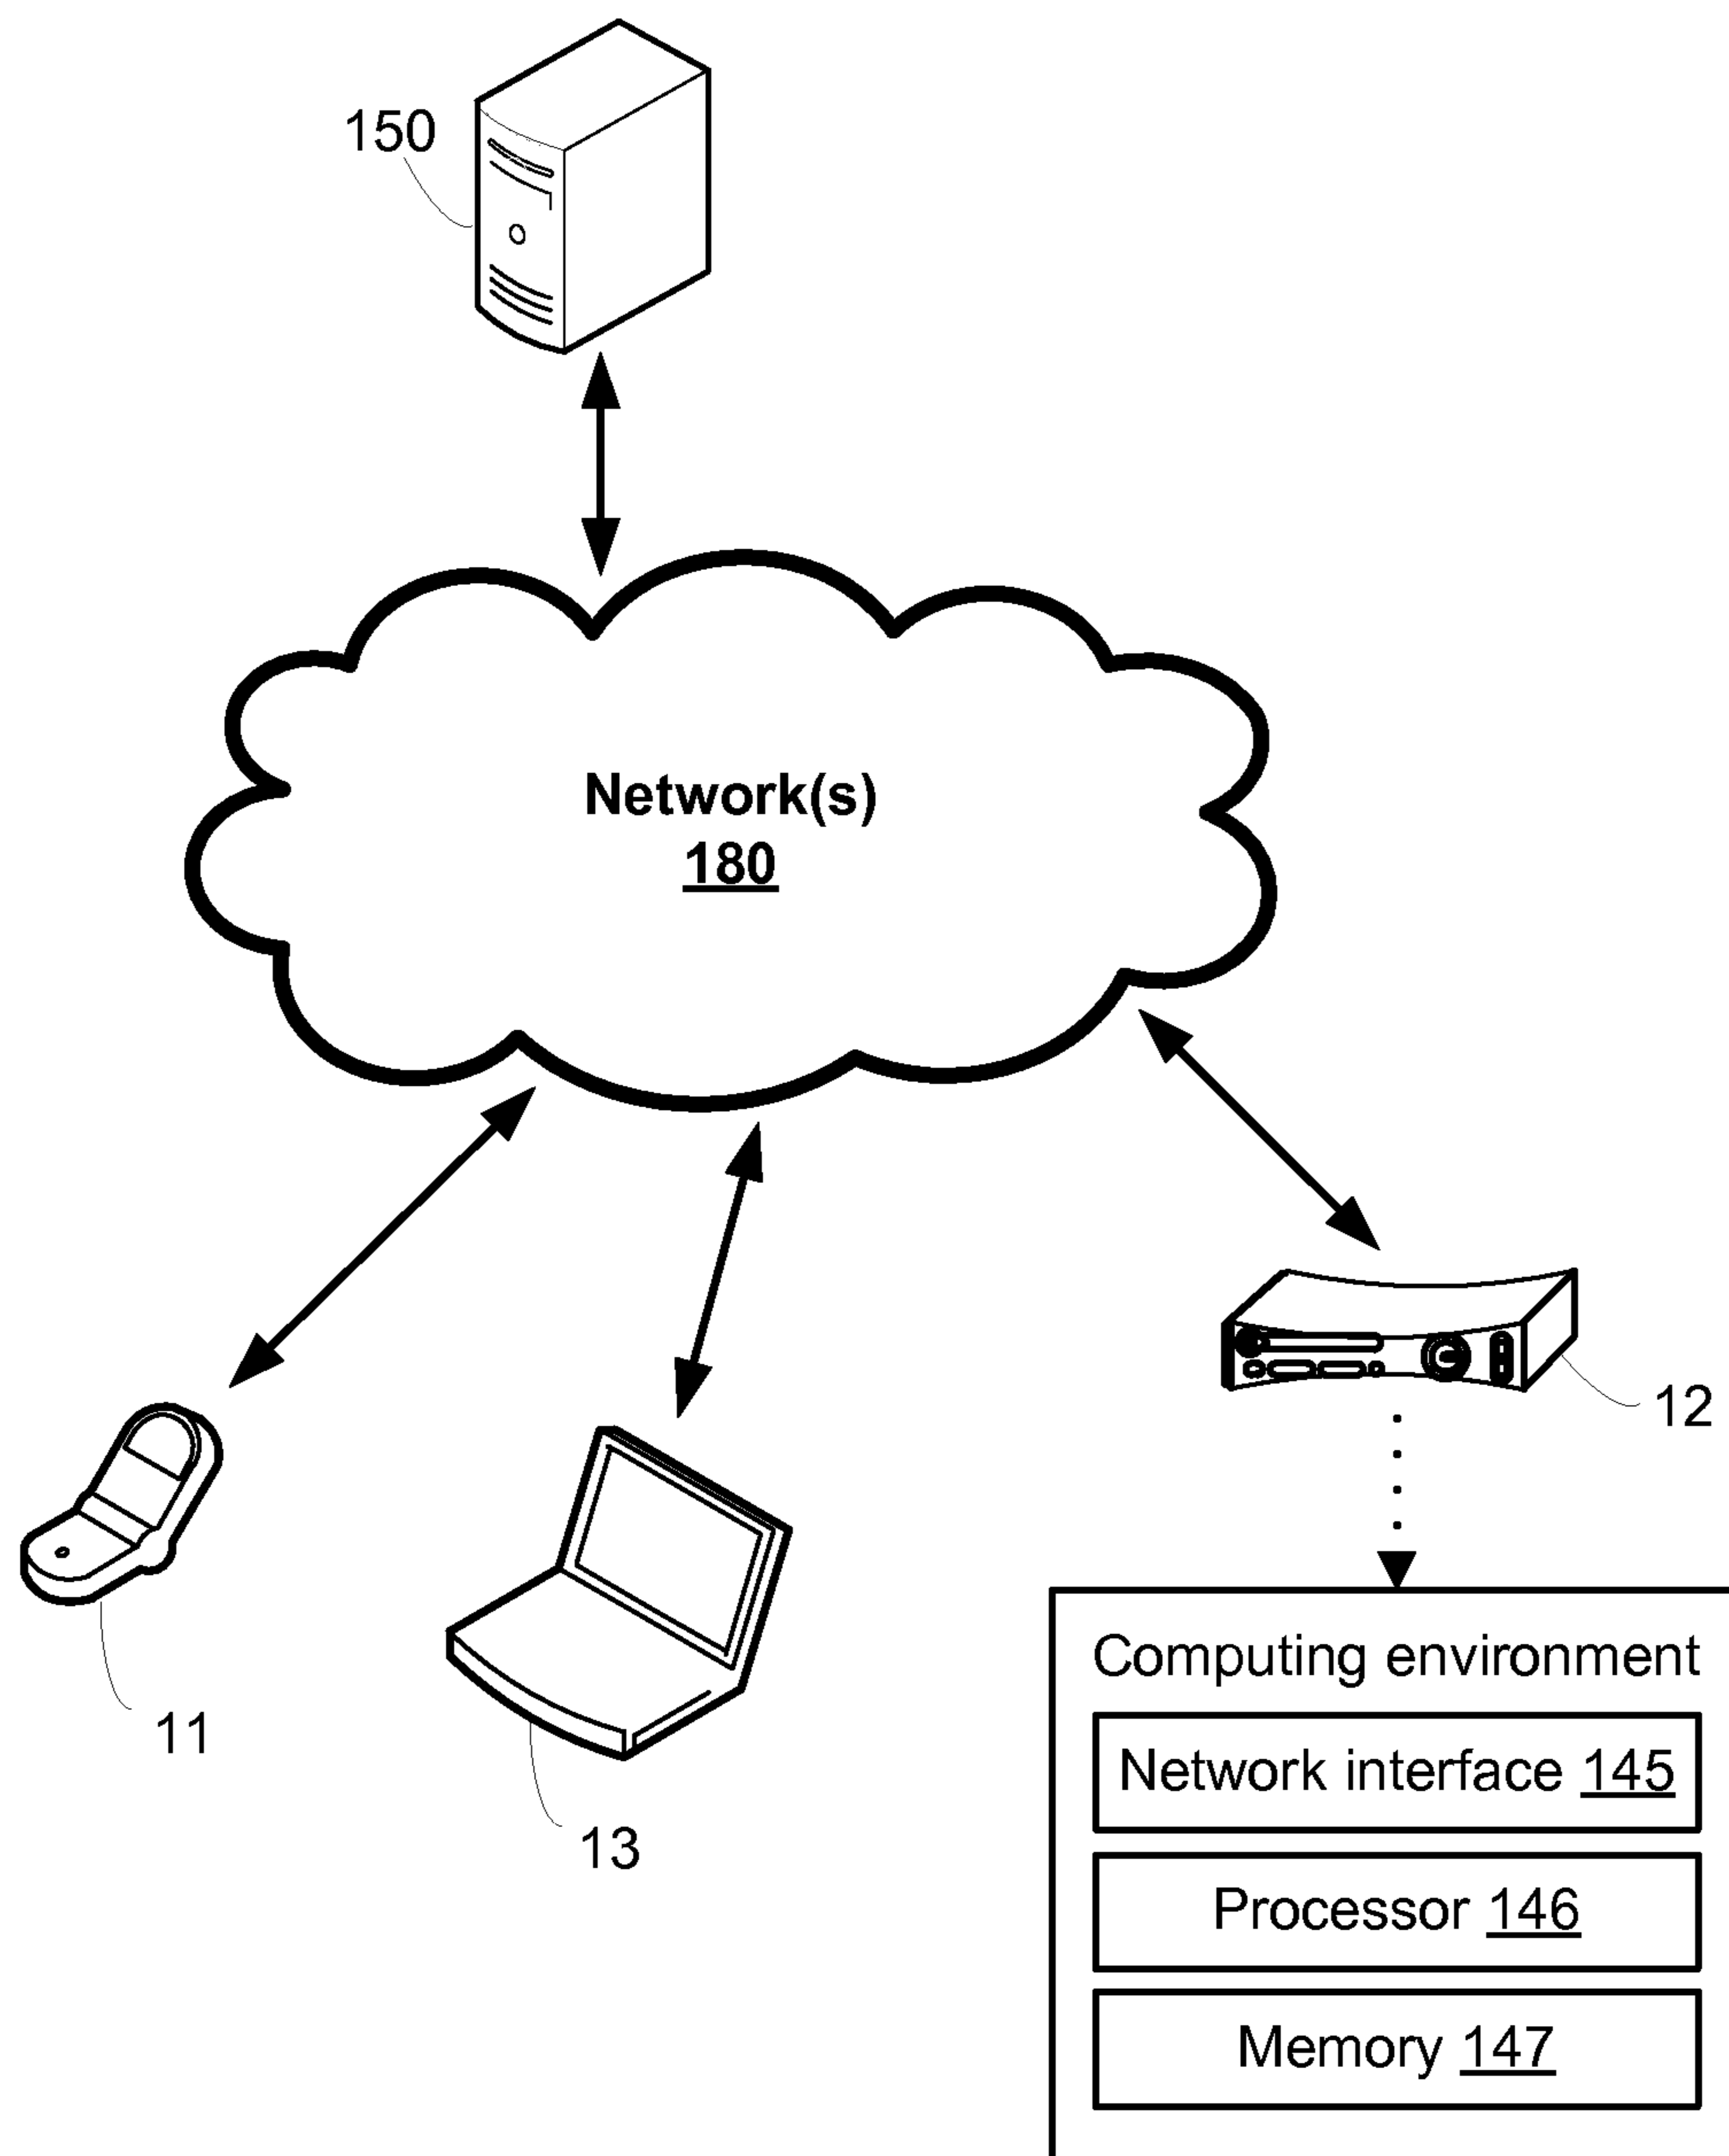 150
Network(s)
180
12
11
13
Computing environment
Network interface 145
Processor 146
Memory 147